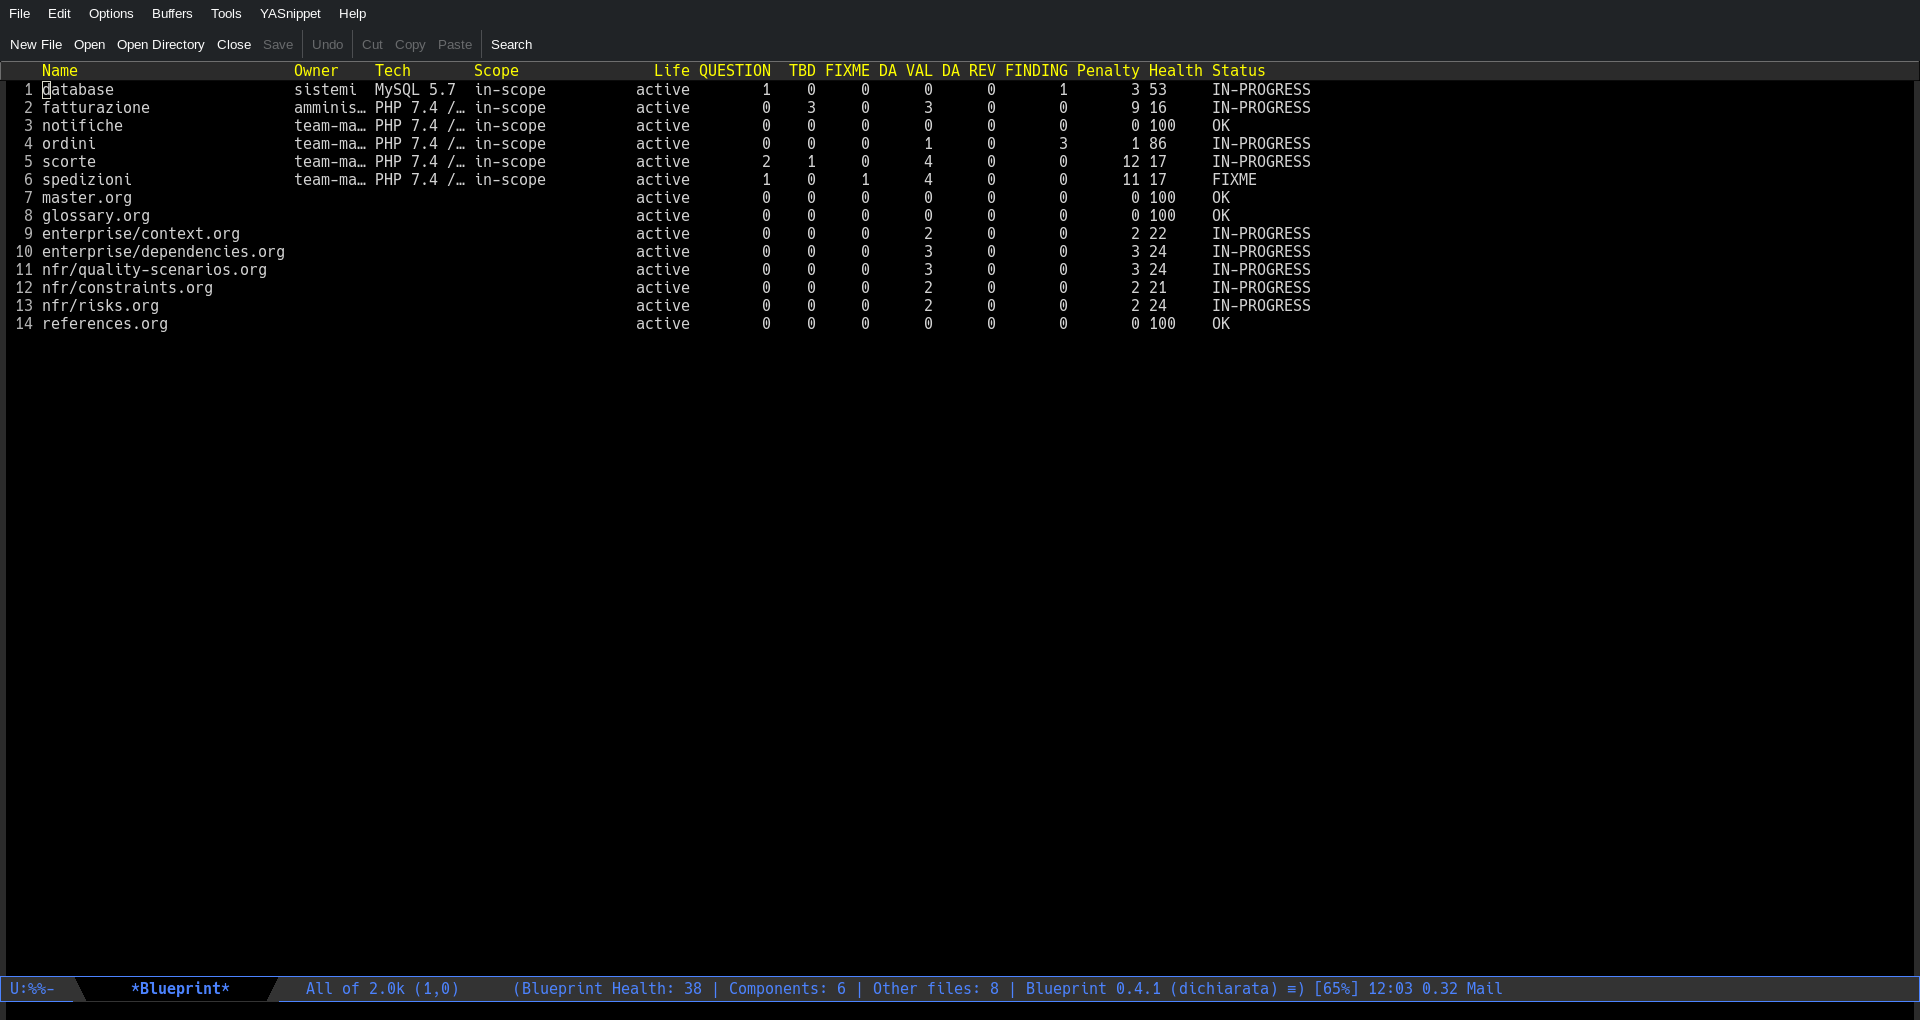 File Edit Options Buffers Tools YASnippet Help
New File Open Open Directory Close Save Undo Cut Copy Paste Search
Name Owner Tech Scope Life QUESTION TBD FIXME DA VAL DA REV FINDING Penalty Health Status
1 database sistemi MySQL 5.7 in-scope active 1 0 0 0 0 1 3 53 IN-PROGRESS
2 fatturazione amminis… PHP 7.4 /… in-scope active 0 3 0 3 0 0 9 16 IN-PROGRESS
3 notifiche team-ma… PHP 7.4 /… in-scope active 0 0 0 0 0 0 0 100 OK
4 ordini team-ma… PHP 7.4 /… in-scope active 0 0 0 1 0 3 1 86 IN-PROGRESS
5 scorte team-ma… PHP 7.4 /… in-scope active 2 1 0 4 0 0 12 17 IN-PROGRESS
6 spedizioni team-ma… PHP 7.4 /… in-scope active 1 0 1 4 0 0 11 17 FIXME
7 master.org active 0 0 0 0 0 0 0 100 OK
8 glossary.org active 0 0 0 0 0 0 0 100 OK
9 enterprise/context.org active 0 0 0 2 0 0 2 22 IN-PROGRESS
10 enterprise/dependencies.org active 0 0 0 3 0 0 3 24 IN-PROGRESS
11 nfr/quality-scenarios.org active 0 0 0 3 0 0 3 24 IN-PROGRESS
12 nfr/constraints.org active 0 0 0 2 0 0 2 21 IN-PROGRESS
13 nfr/risks.org active 0 0 0 2 0 0 2 24 IN-PROGRESS
14 references.org active 0 0 0 0 0 0 0 100 OK
U:%%- *Blueprint* All of 2.0k (1,0) (Blueprint Health: 38 | Components: 6 | Other files: 8 | Blueprint 0.4.1 (dichiarata) ≡) [65%] 12:03 0.32 Mail